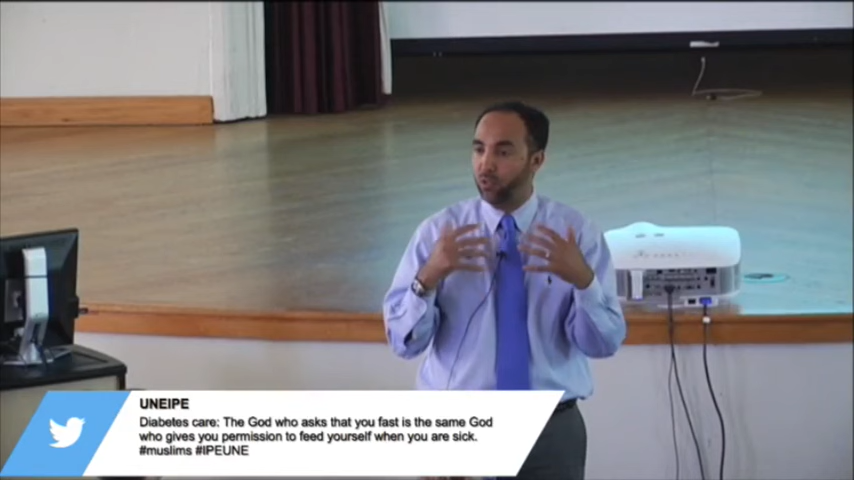 UNEIPE
Diabetes care: The God who asks that you fast is the same God
who gives you permission to feed yourself when you are sick.
#muslims #IPEUNE